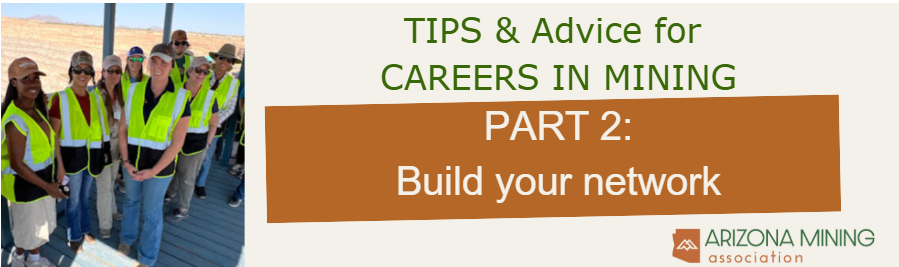 TIPS & Advice for
CAREERS IN MINING
PART 2:
Build your network
ARIZONA MINING
association